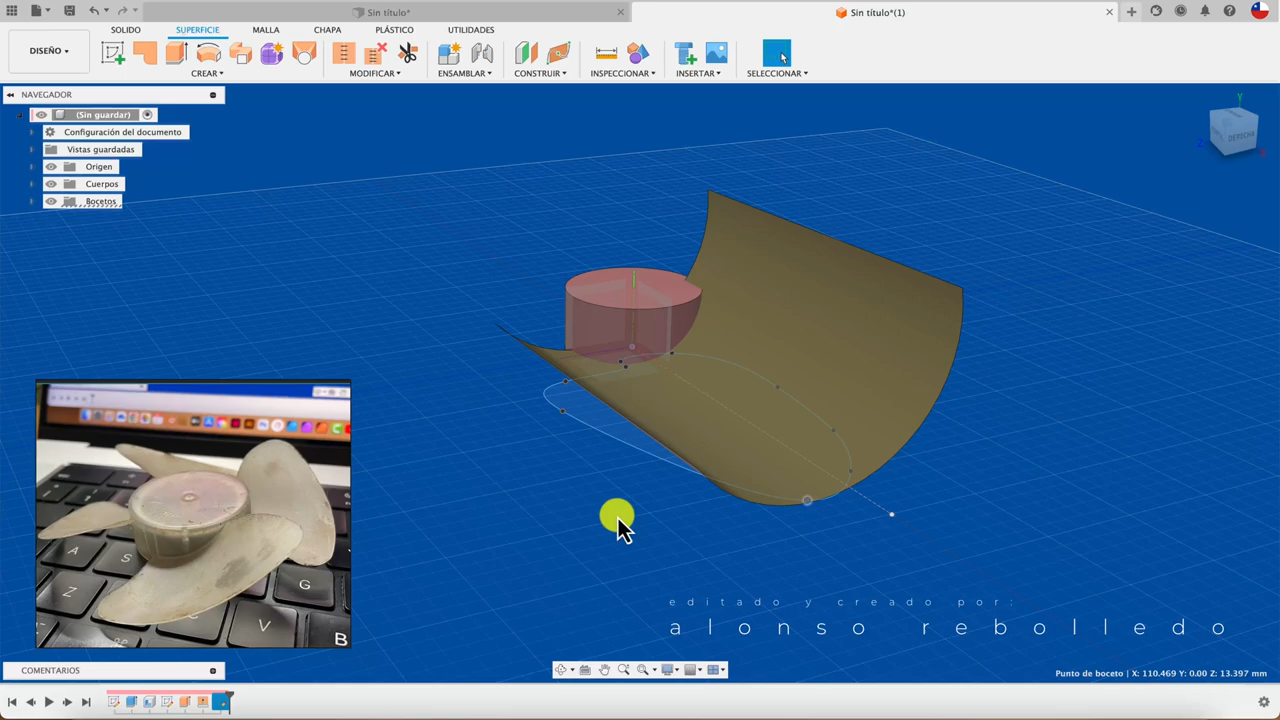 Sin título*
Sin título*(1)
DISEÑO
SOLIDO
SUPERFICIE
MALLA
CHAPA
PLÁSTICO
UTILIDADES
CREAR
MODIFICAR
ENSAMBLAR
CONSTRUIR
INSPECCIONAR
INSERTAR
SELECCIONAR
NAVEGADOR
(Sin guardar)
Configuración del documento
Vistas guardadas
Origen
Cuerpos
Bocetos
Y
Z
X
DERECHA
A
S
G
Z
C
V
B
editado y creado por:
alonso rebolledo
COMENTARIOS
Punto de boceto | X: 110.469 Y: 0.00 Z: 13.397 mm